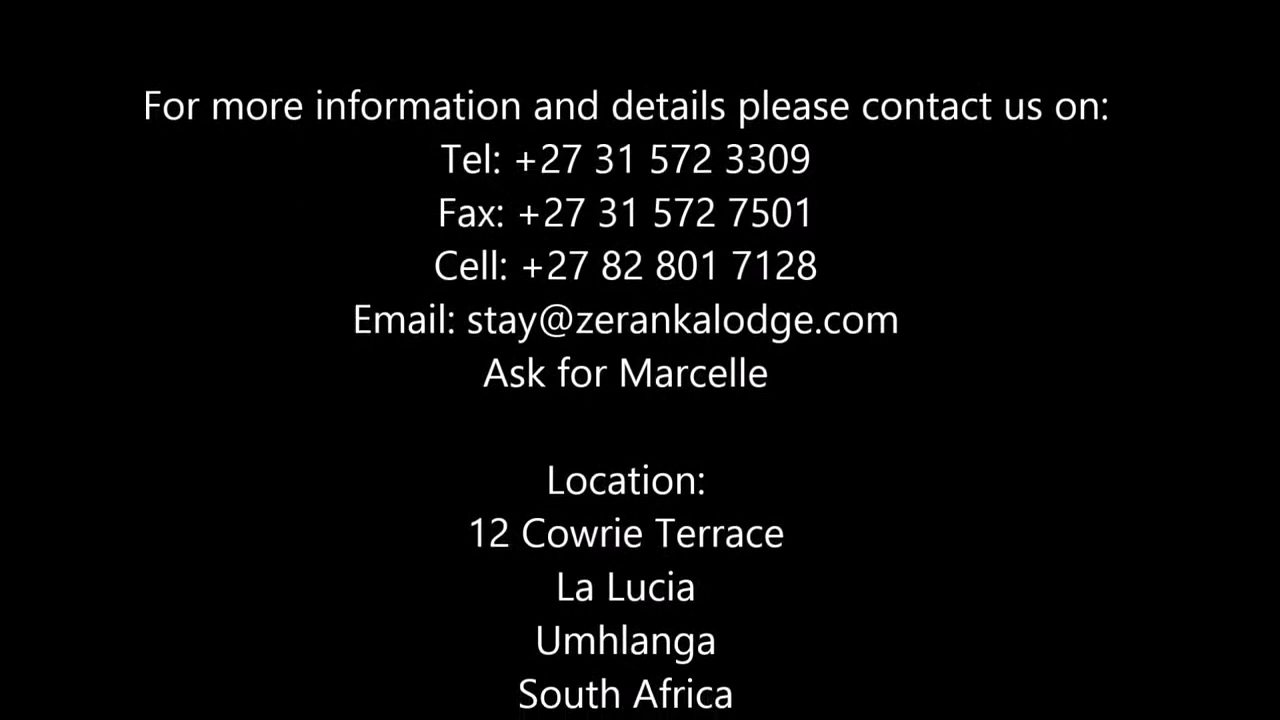 For more information and details please contact us on:
Tel: +27 31 572 3309
Fax: +27 31 572 7501
Cell: +27 82 801 7128
Email: stay@zerankalodge.com
Ask for Marcelle
Location:
12 Cowrie Terrace
La Lucia
Umhlanga
South Africa